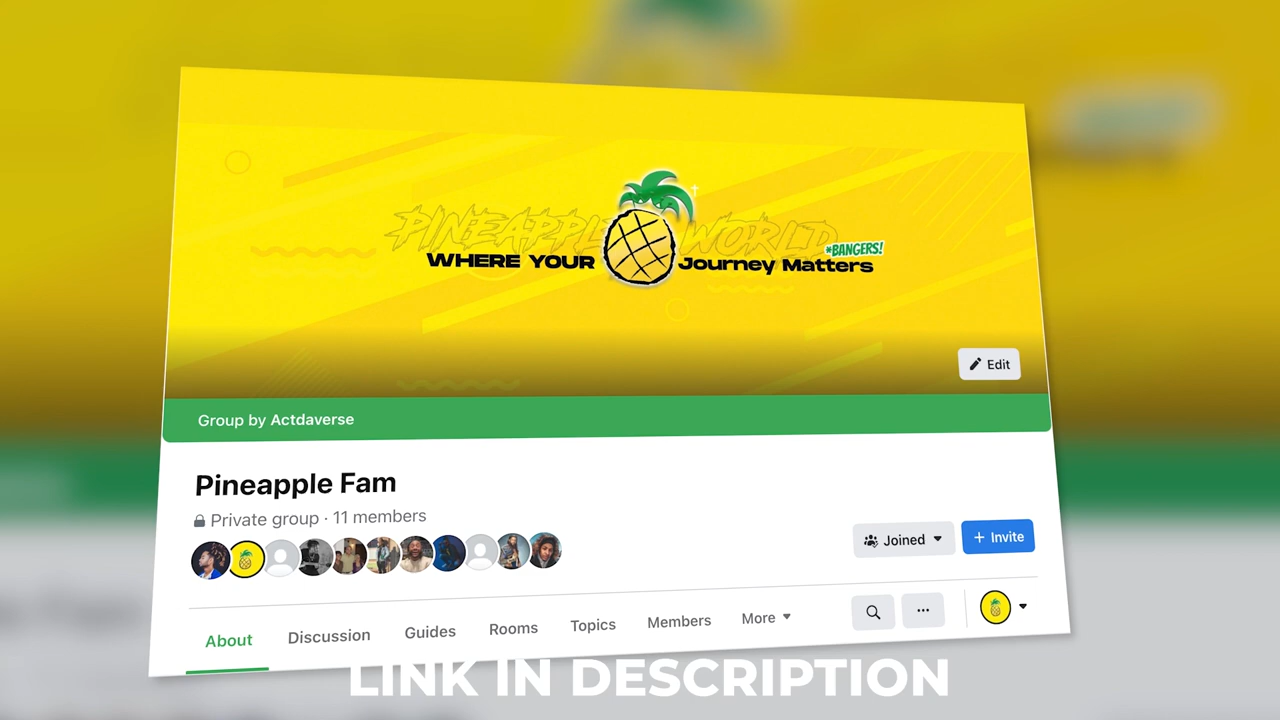 PINEAPPLE WORLD
*BANGERS!
WHERE YOUR Journey Matters
Edit
Group by Actdaverse
Pineapple Fam
Private group · 11 members
Joined
+ Invite
About Discussion Guides Rooms Topics Members More
LINK IN DESCRIPTION